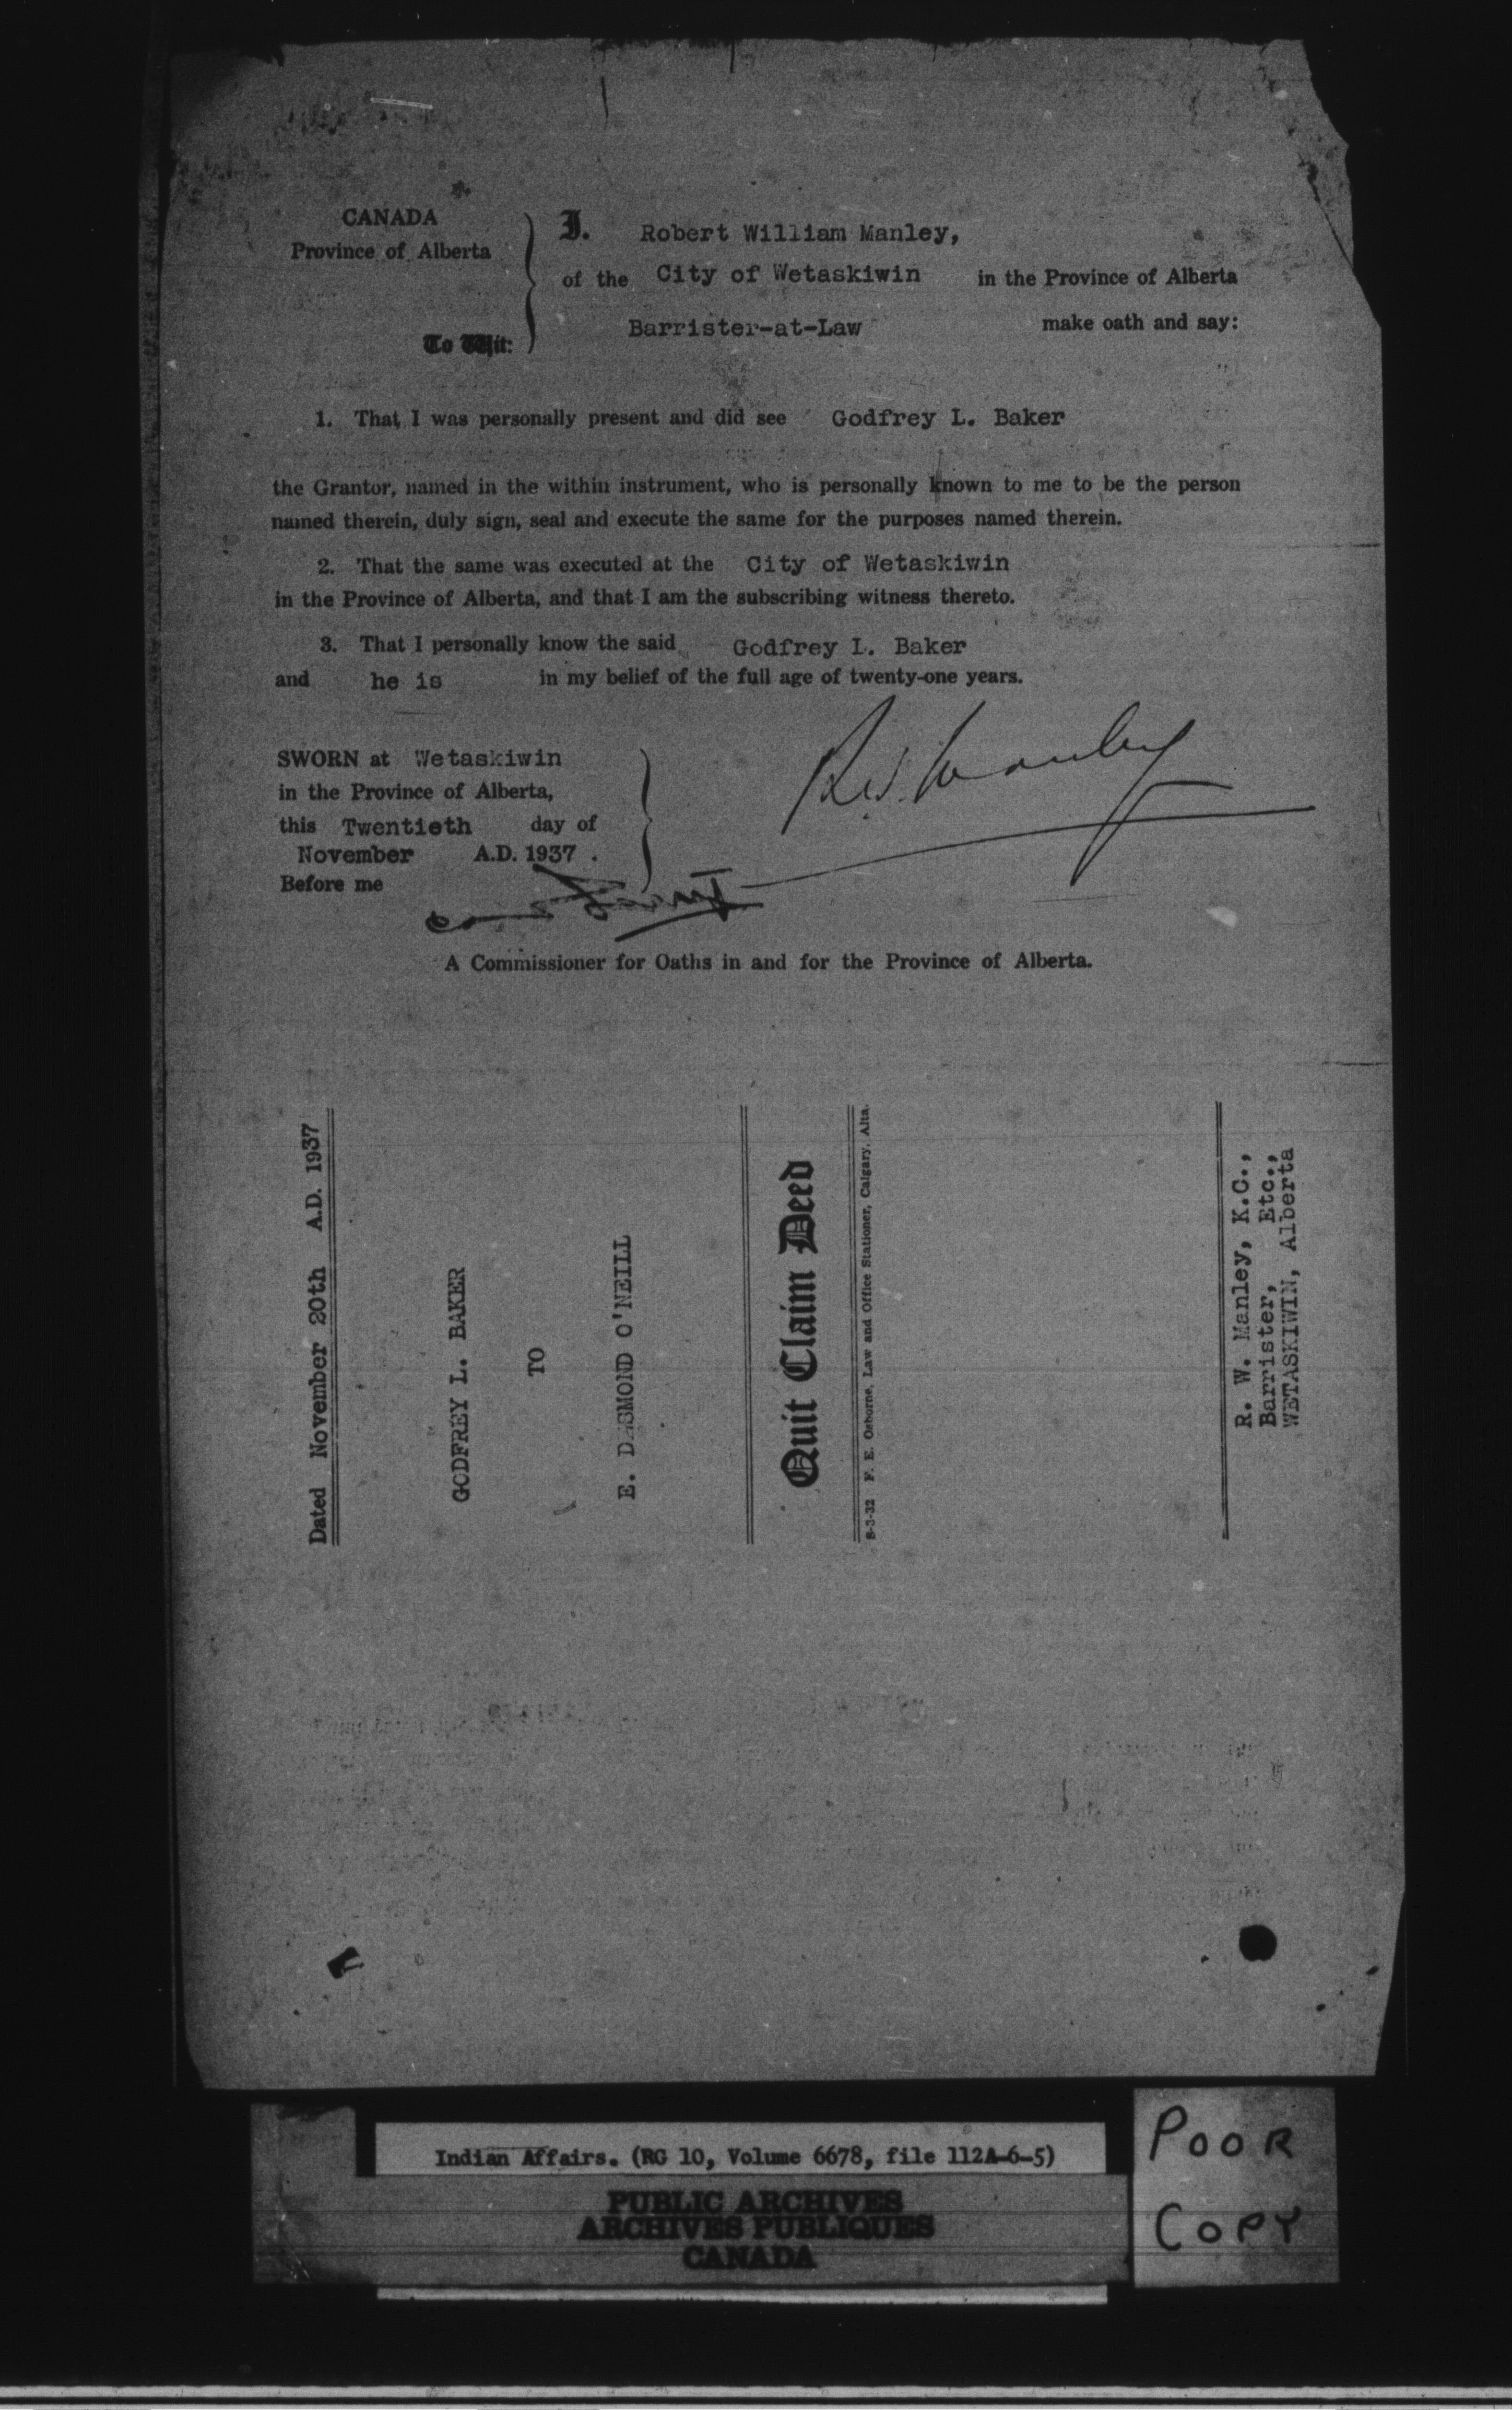 CANADA
Province of Alberta
To Wit:
I. Robert William Manley,
of the City of Wetaskiwin in the Province of Alberta
Barrister-at-Law make oath and say:
1. That I was personally present and did see Godfrey L. Baker
the Grantor, named in the within instrument, who is personally known to me to be the person
named therein, duly sign, seal and execute the same for the purposes named therein.
2. That the same was executed at the City of Wetaskiwin
in the Province of Alberta, and that I am the subscribing witness thereto.
3. That I personally know the said Godfrey L. Baker
and he is in my belief of the full age of twenty-one years.
SWORN at Wetaskiwin
in the Province of Alberta,
this Twentieth day of
November A.D. 1937 .
Before me
R.W. Manley
A Commissioner for Oaths in and for the Province of Alberta.
Dated November 20th A.D. 1937
GODFREY L. BAKER
TO
E. DESMOND O'NEILL
Quit Claim Deed
8-3-32 F. E. Osborne, Law and Office Stationer, Calgary, Alta.
R. W. Manley, K.C.,
Barrister, Etc.,
WETASKIWIN, Alberta
Indian Affairs. (RG 10, Volume 6678, file 112A-6-5)
PUBLIC ARCHIVES
ARCHIVES PUBLIQUES
CANADA
POOR
COPY